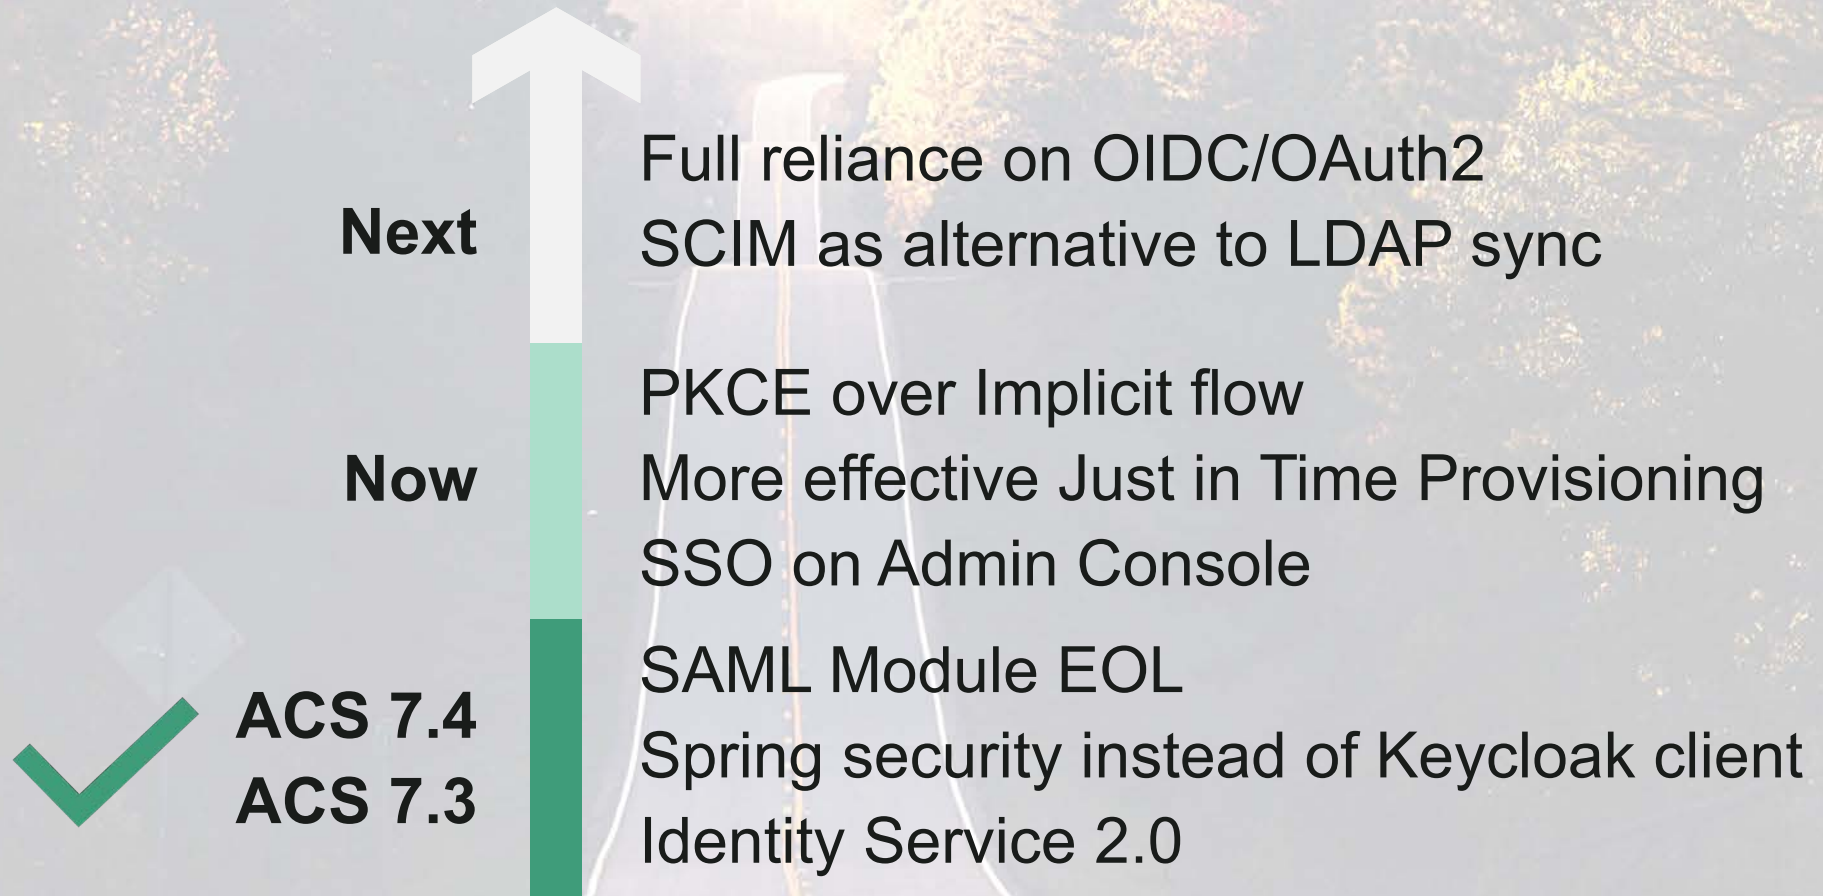 Next
Full reliance on OIDC/OAuth2
SCIM as alternative to LDAP sync
Now
PKCE over Implicit flow
More effective Just in Time Provisioning
SSO on Admin Console
ACS 7.4
ACS 7.3
SAML Module EOL
Spring security instead of Keycloak client
Identity Service 2.0